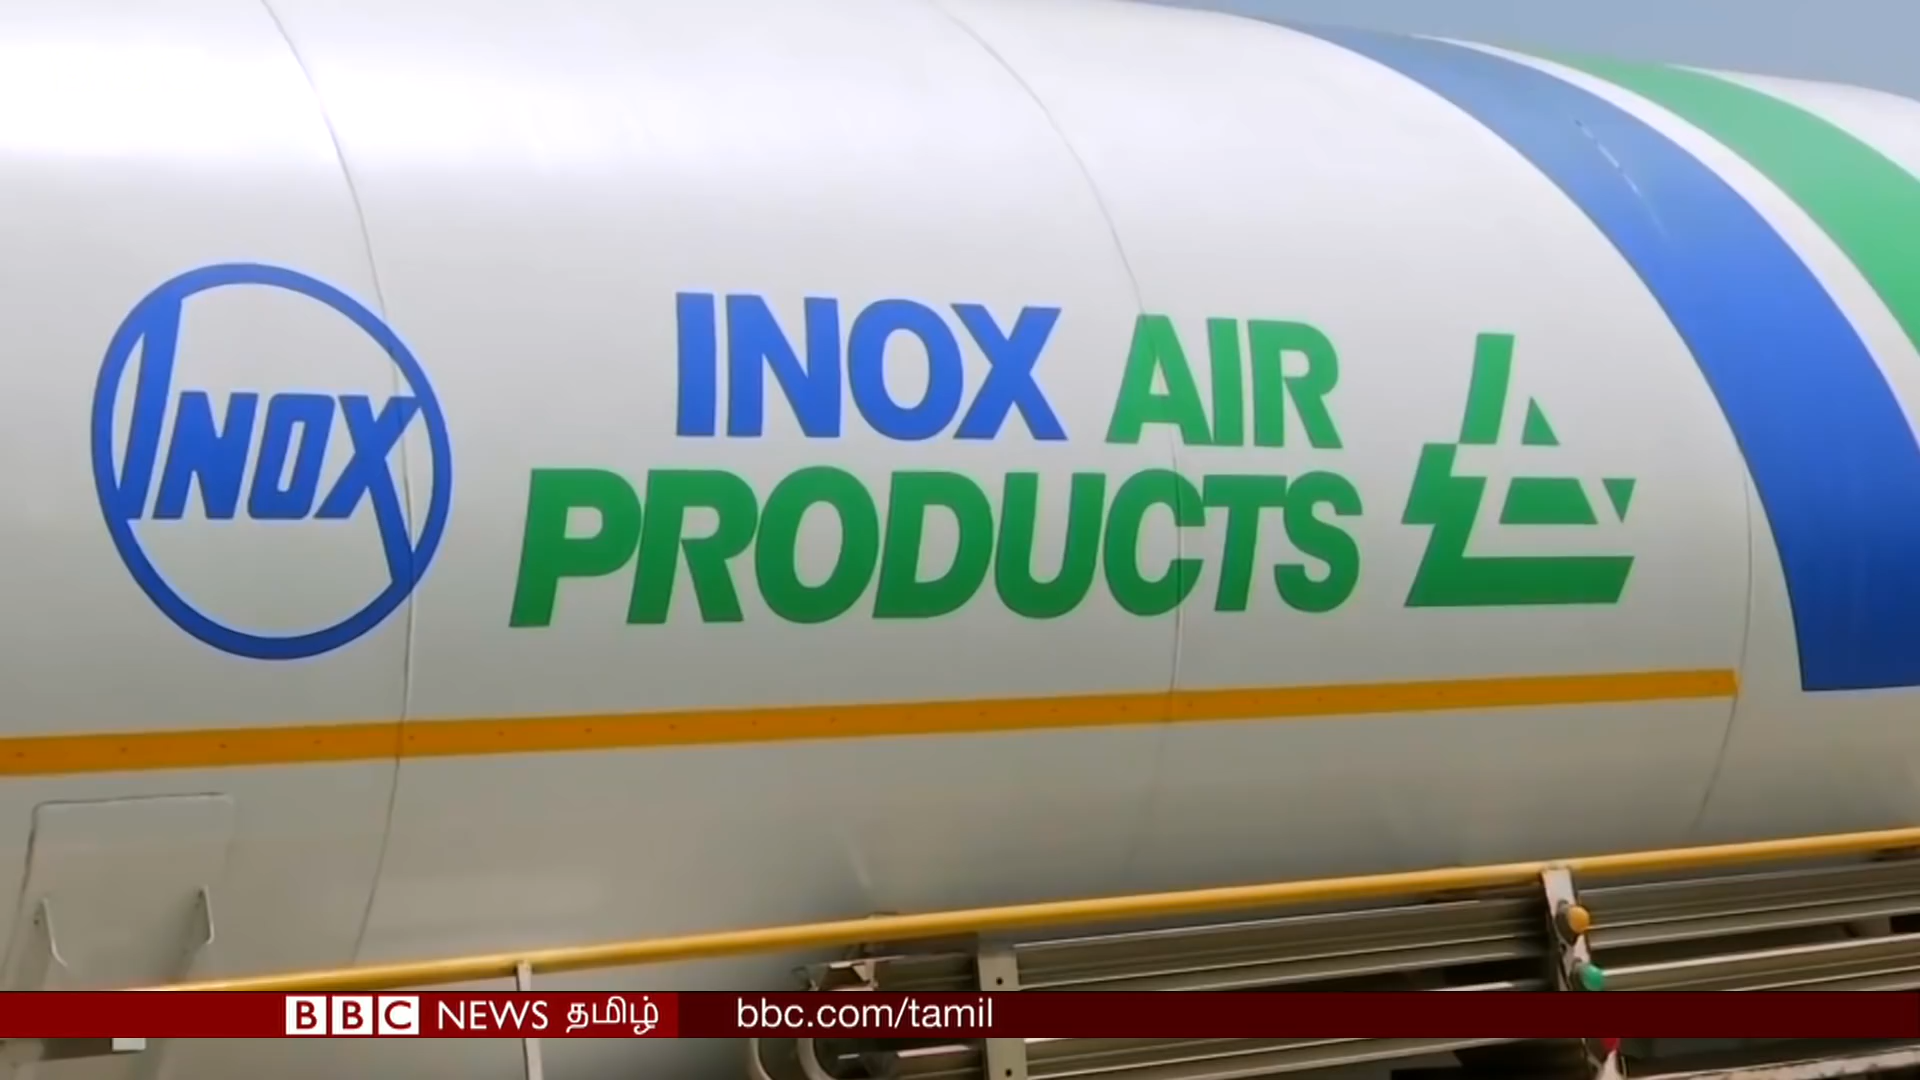 INOX
INOX AIR
PRODUCTS
BBC NEWS தமிழ்
bbc.com/tamil